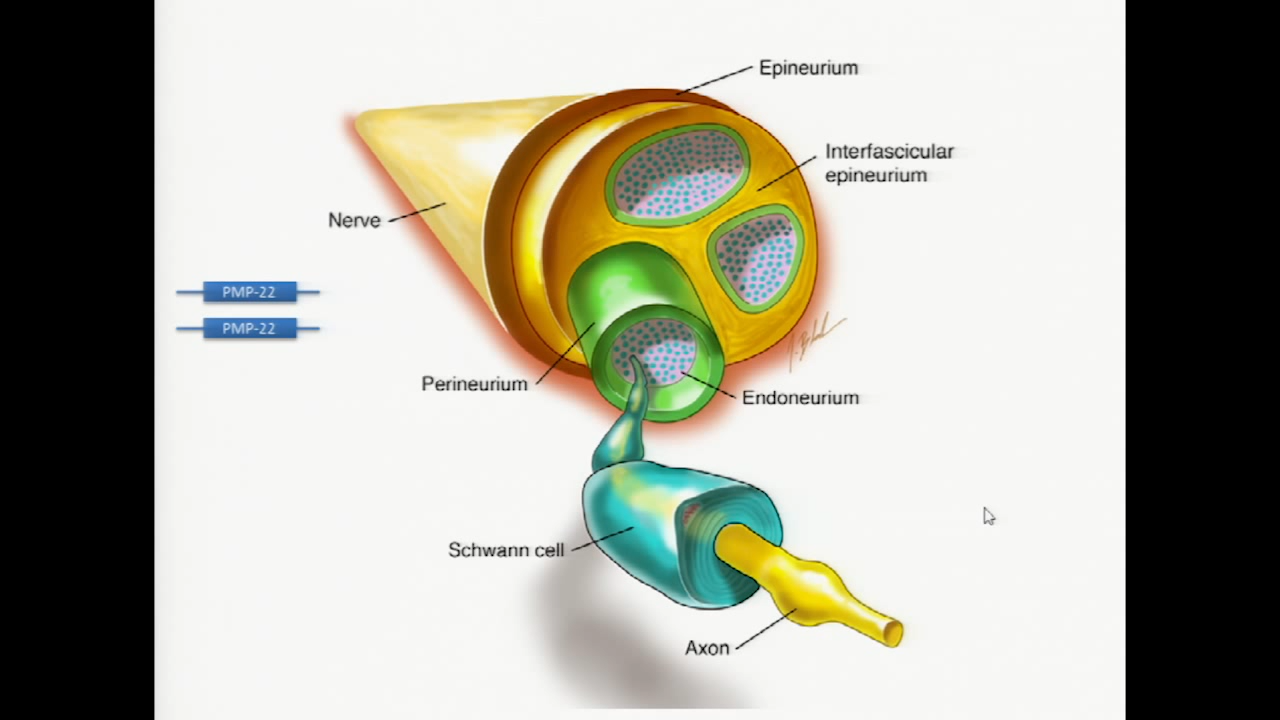 Epineurium
Interfascicular
epineurium
Nerve
PMP-22
PMP-22
Perineurium
Endoneurium
Schwann cell
Axon